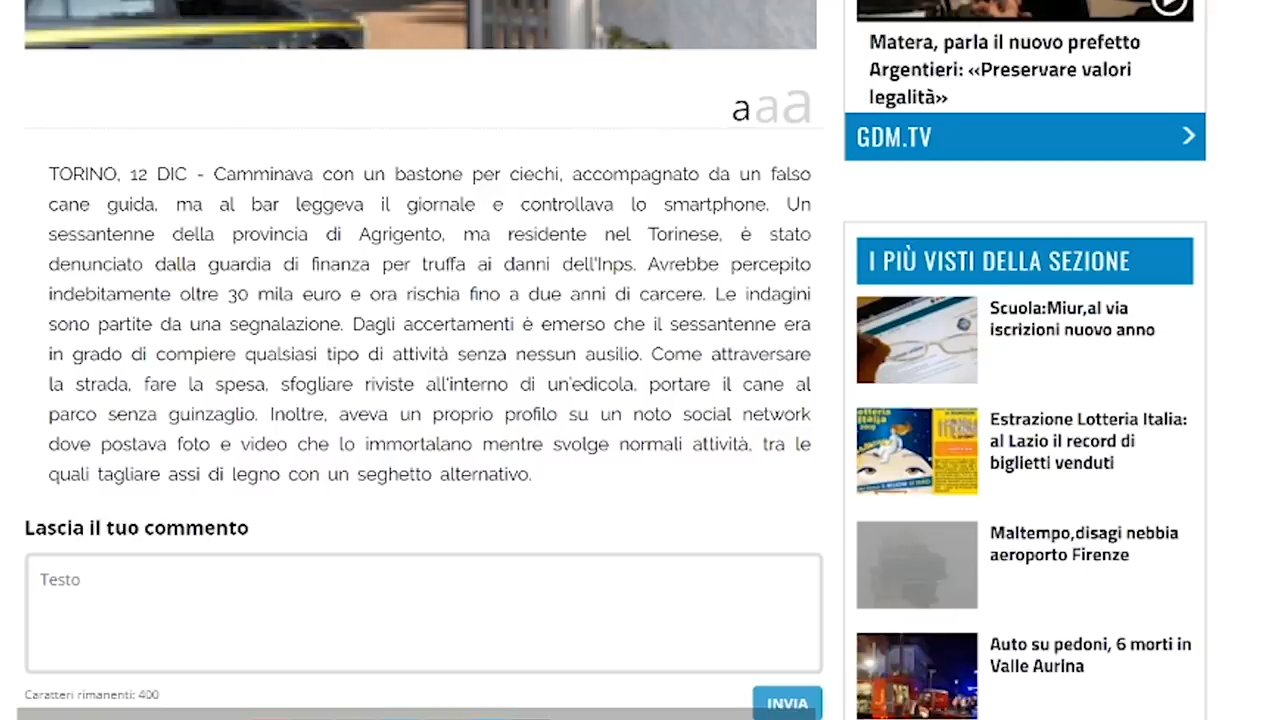 a a a
TORINO, 12 DIC - Camminava con un bastone per ciechi, accompagnato da un falso
cane guida, ma al bar leggeva il giornale e controllava lo smartphone. Un
sessantenne della provincia di Agrigento, ma residente nel Torinese, è stato
denunciato dalla guardia di finanza per truffa ai danni dell'Inps. Avrebbe percepito
indebitamente oltre 30 mila euro e ora rischia fino a due anni di carcere. Le indagini
sono partite da una segnalazione. Dagli accertamenti è emerso che il sessantenne era
in grado di compiere qualsiasi tipo di attività senza nessun ausilio. Come attraversare
la strada, fare la spesa, sfogliare riviste all'interno di un'edicola, portare il cane al
parco senza guinzaglio. Inoltre, aveva un proprio profilo su un noto social network
dove postava foto e video che lo immortalano mentre svolge normali attività, tra le
quali tagliare assi di legno con un seghetto alternativo.
Lascia il tuo commento
Testo
Caratteri rimanenti: 400
INVIA
Matera, parla il nuovo prefetto
Argentieri: «Preservare valori
legalità»
GDM.TV
I PIÙ VISTI DELLA SEZIONE
Scuola:Miur,al via
iscrizioni nuovo anno
Estrazione Lotteria Italia:
al Lazio il record di
biglietti venduti
Maltempo,disagi nebbia
aeroporto Firenze
Auto su pedoni, 6 morti in
Valle Aurina